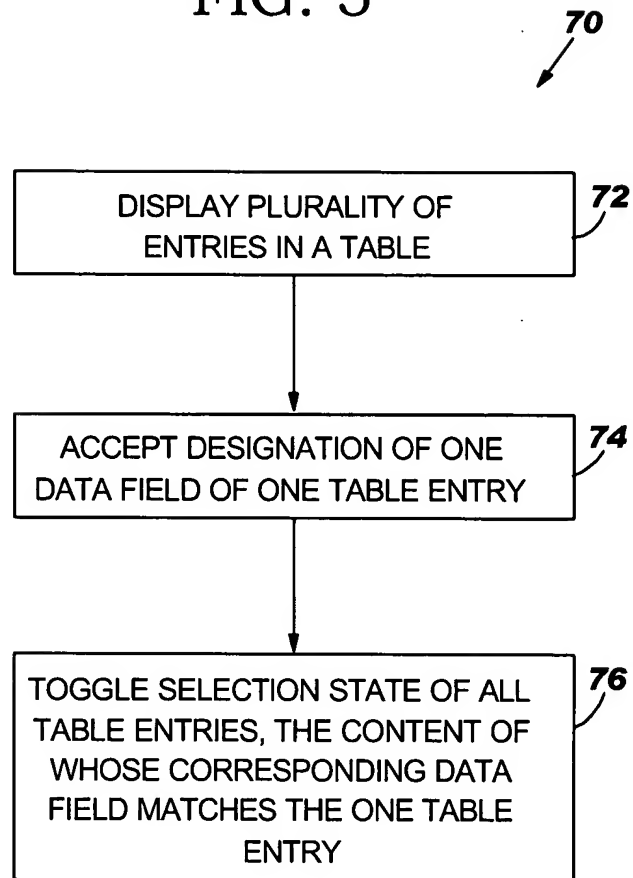 FIG.
70
DISPLAY PLURALITY OF
ENTRIES IN A TABLE
72
ACCEPT DESIGNATION OF ONE
DATA FIELD OF ONE TABLE ENTRY
74
TOGGLE SELECTION STATE OF ALL
TABLE ENTRIES, THE CONTENT OF
WHOSE CORRESPONDING DATA
FIELD MATCHES THE ONE TABLE
ENTRY
76